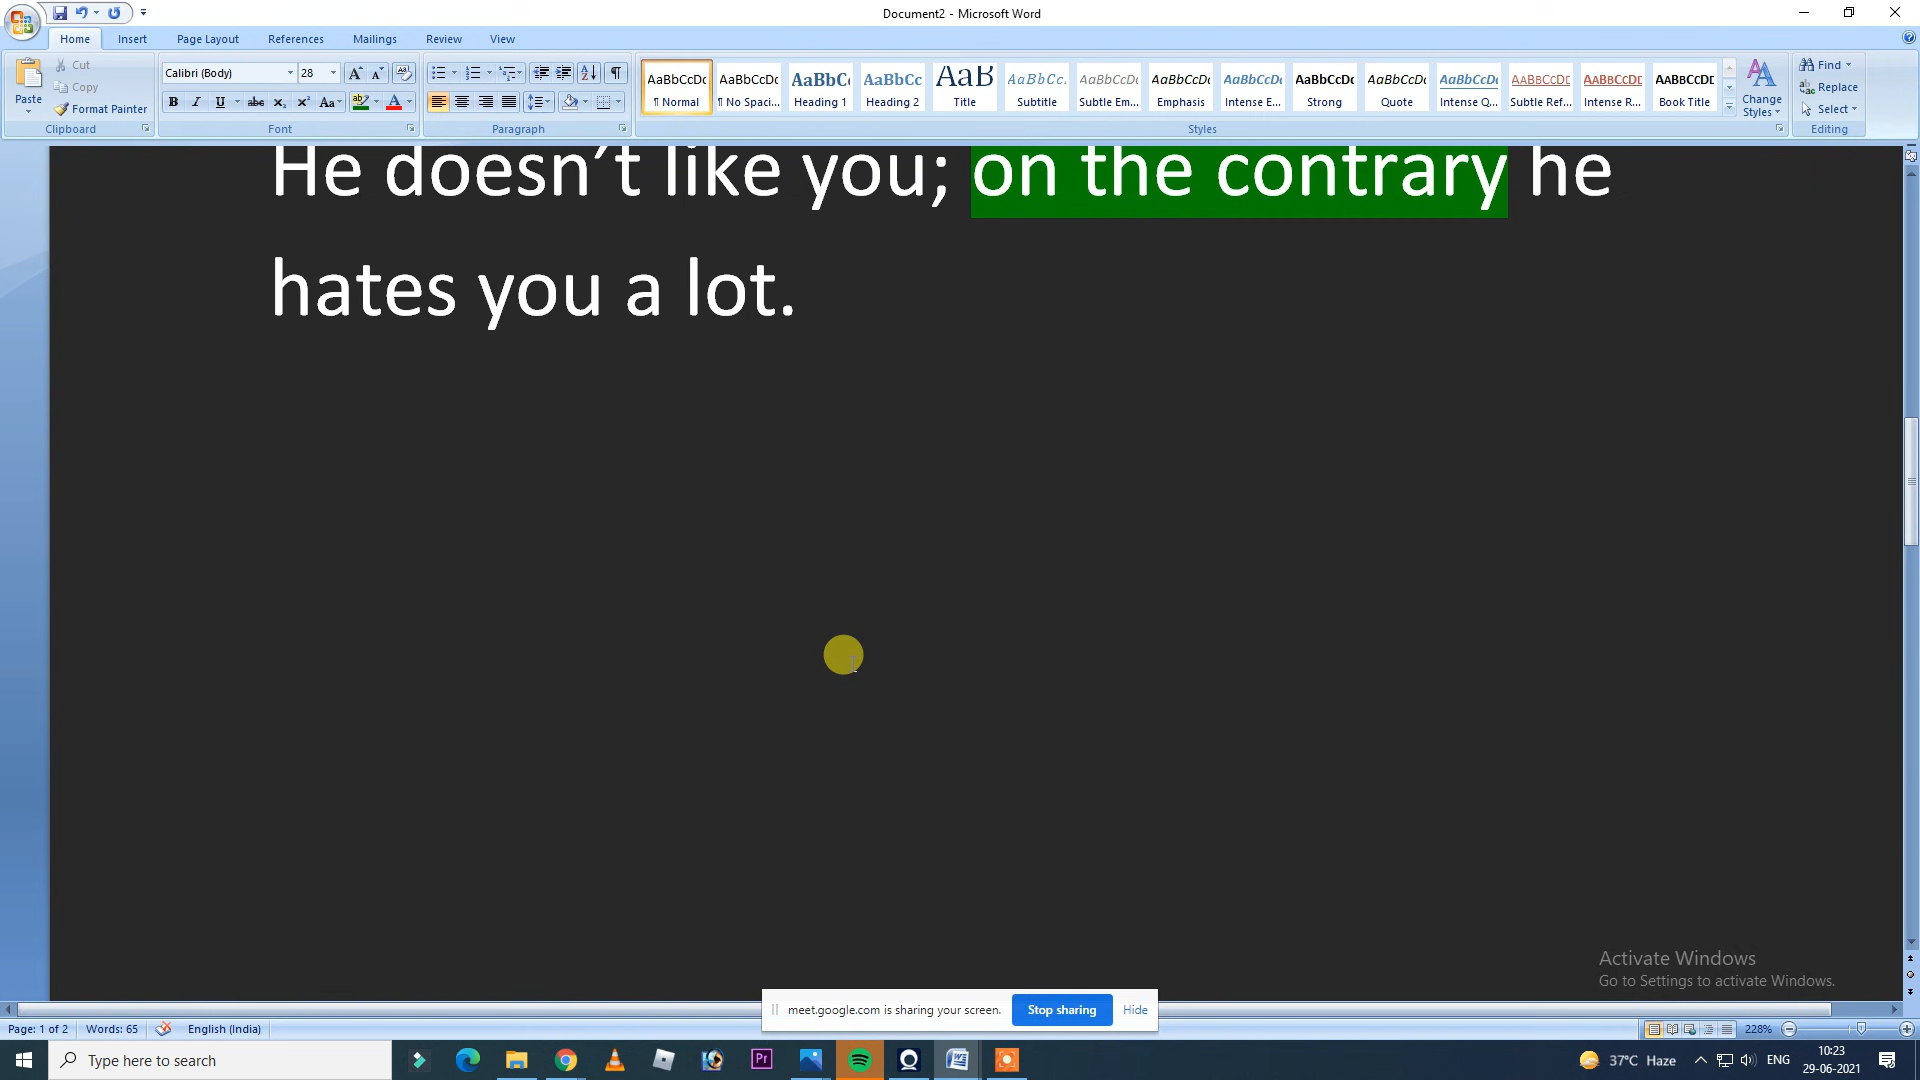 Document2 - Microsoft Word
Home Insert Page Layout References Mailings Review View
Paste
Cut
Copy
Format Painter
Clipboard
Calibri (Body) 28
Font
Paragraph
AaBbCcDc AaBbCcDc AaBbC AaBbCc AaB AaBbCc. AaBbCcDc AaBbCcDc AaBbCcDc AaBbCcDc AaBbCcDc AaBbCcDc AABBCCDE AABBCCDE AABBCCDE
¶ Normal ¶ No Spaci... Heading 1 Heading 2 Title Subtitle Subtle Em... Emphasis Intense E... Strong Quote Intense Q... Subtle Ref... Intense R... Book Title
Change
Styles
Styles
Find
Replace
Select
Editing
He doesn't like you; on the contrary he
hates you a lot.
Activate Windows
Go to Settings to activate Windows.
meet.google.com is sharing your screen. Stop sharing Hide
Page: 1 of 2 Words: 65 English (India) 228%
Type here to search
37°C Haze ENG
10:23
29-06-2021